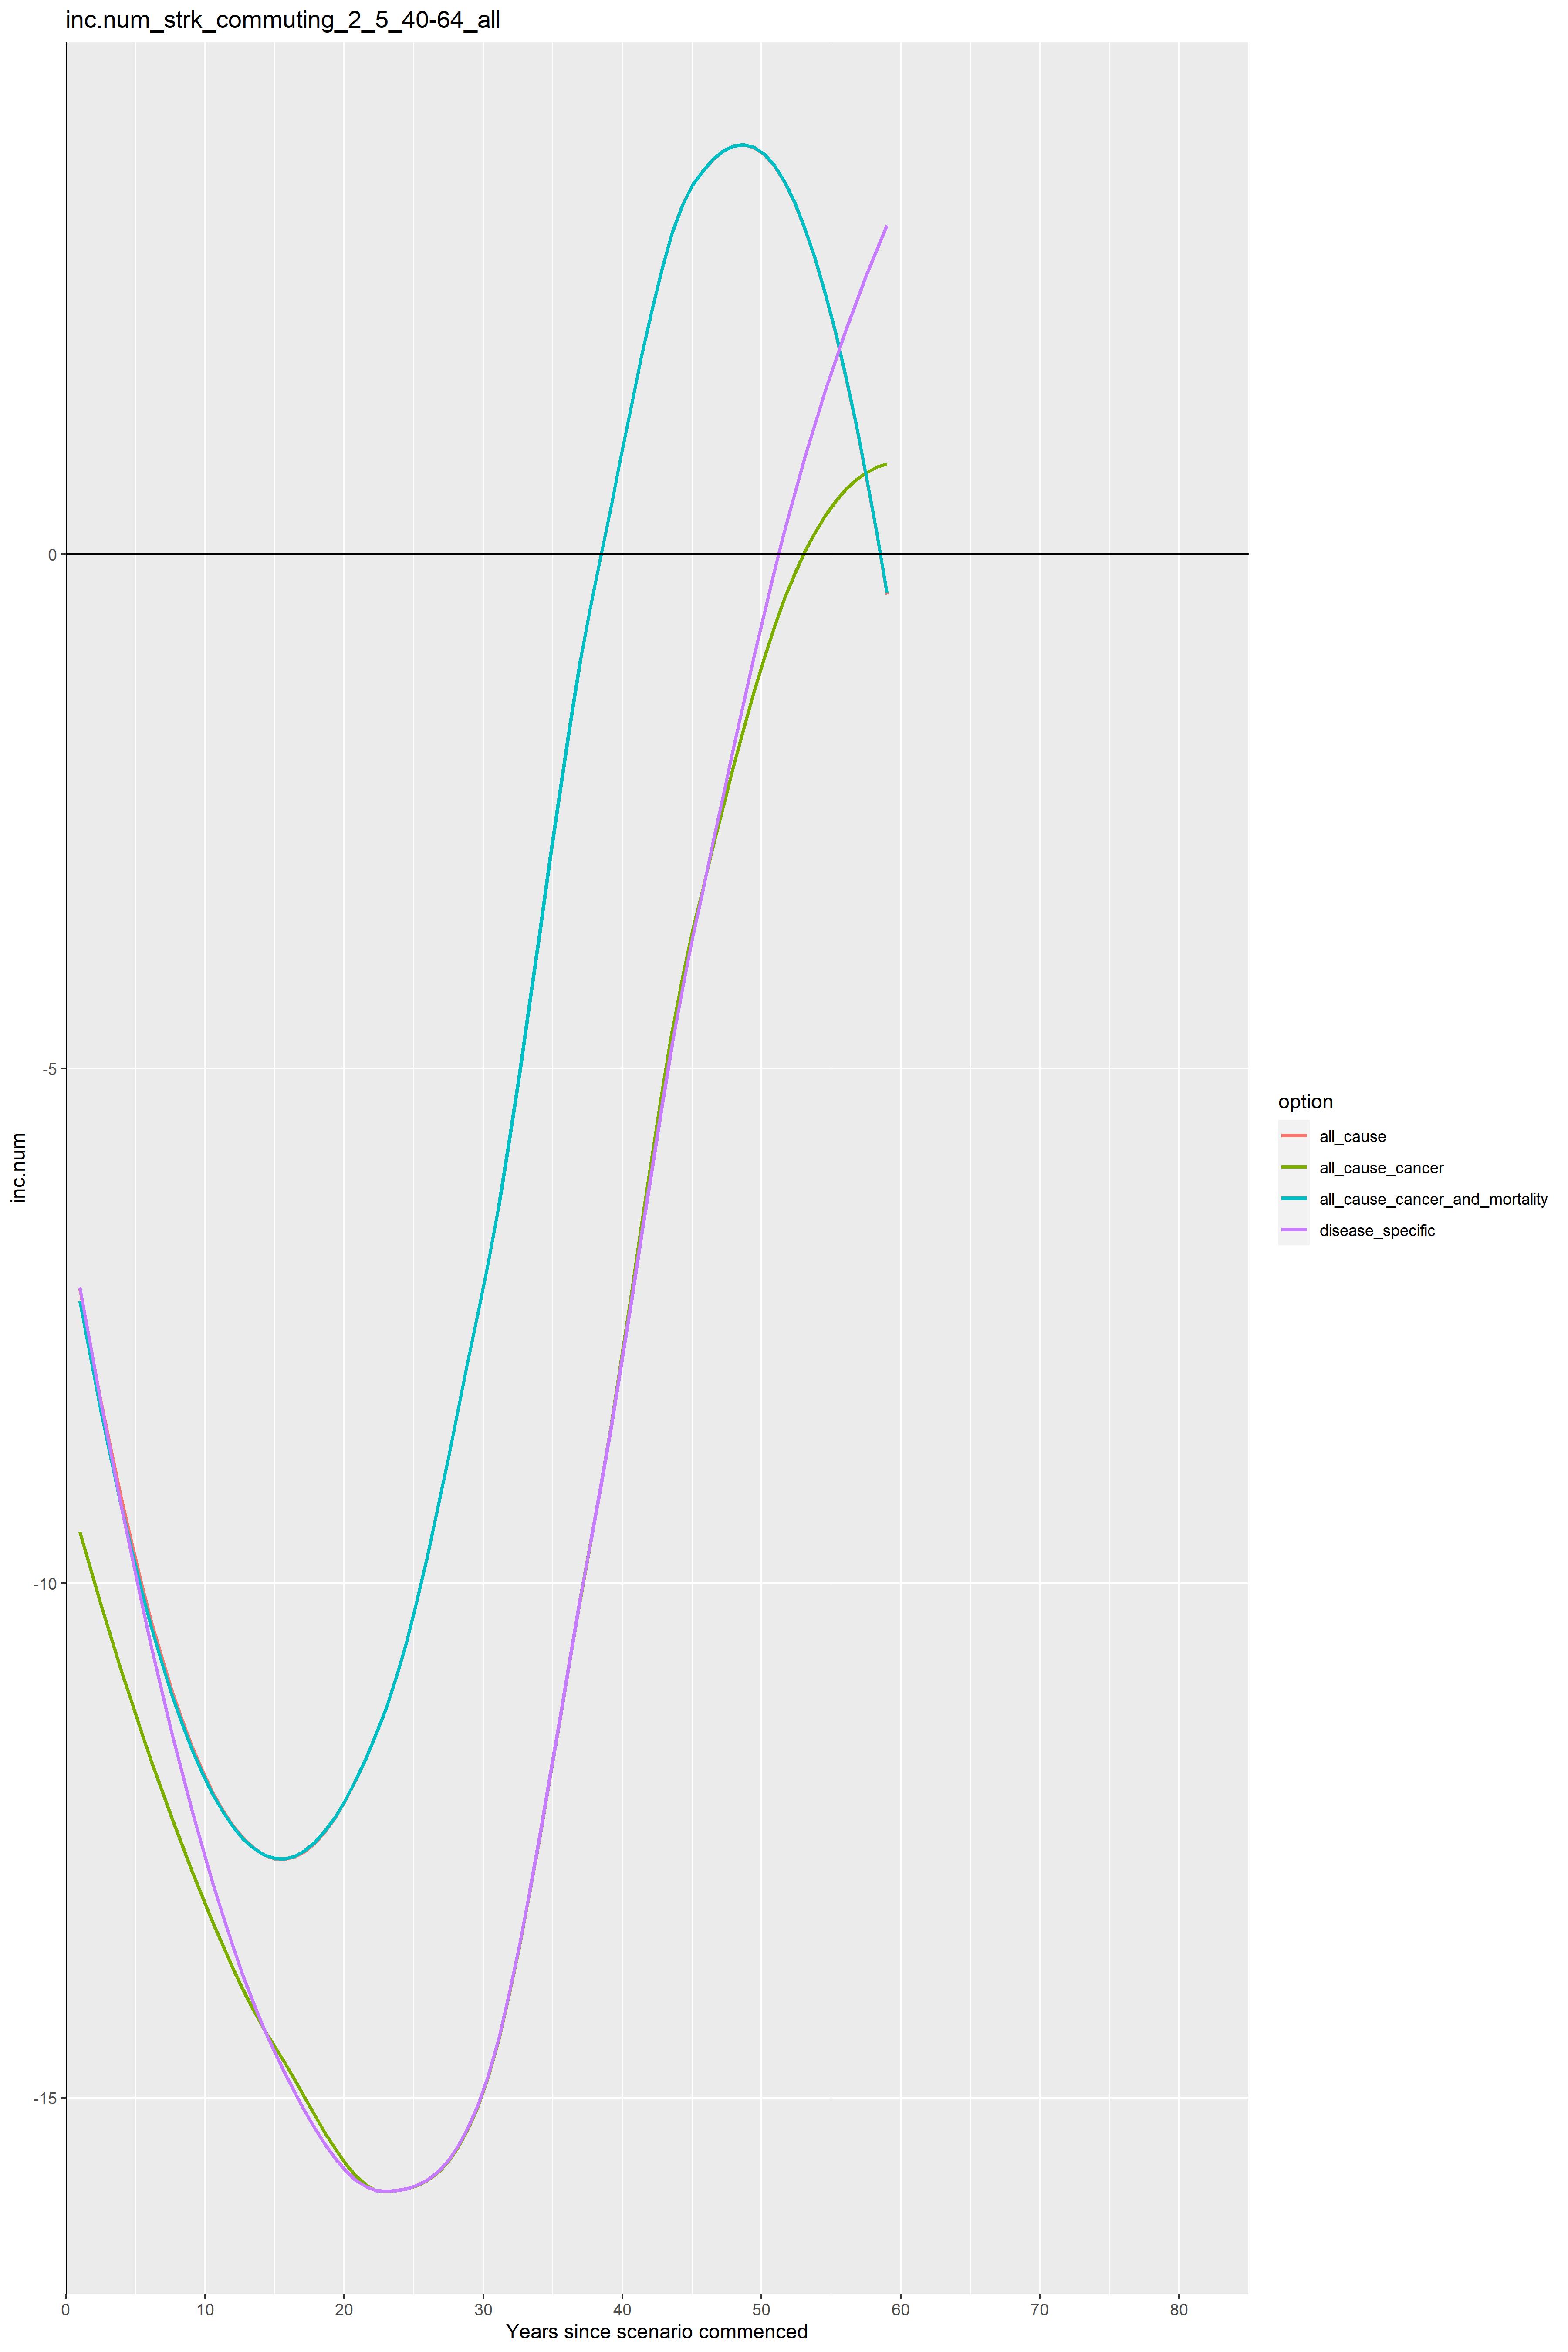 inc.num_strk_commuting_2_5_40-64_all
0
-5
-10
-15
inc.num
0 10 20 30 40 50 60 70 80
Years since scenario commenced
option
all_cause
all_cause_cancer
all_cause_cancer_and_mortality
disease_specific